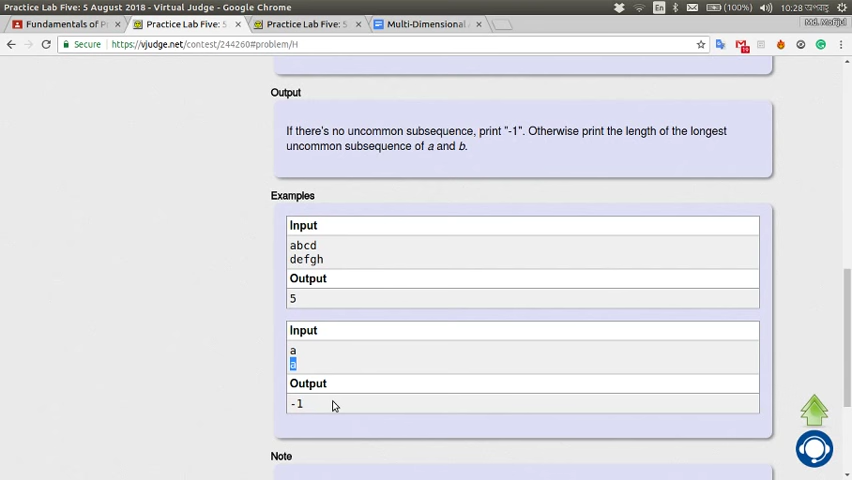 Practice Lab Five: 5 August 2018 - Virtual Judge - Google Chrome
En
(100%)
10:28
Fundamentals of P
Practice Lab Five: 5
Practice Lab Five: 5
Multi-Dimensional A
Secure
https://vjudge.net/contest/244260#problem/H
Output
If there's no uncommon subsequence, print "-1". Otherwise print the length of the longest
uncommon subsequence of a and b.
Examples
Input
abcd
defgh
Output
5
Input
a
a
Output
-1
Note